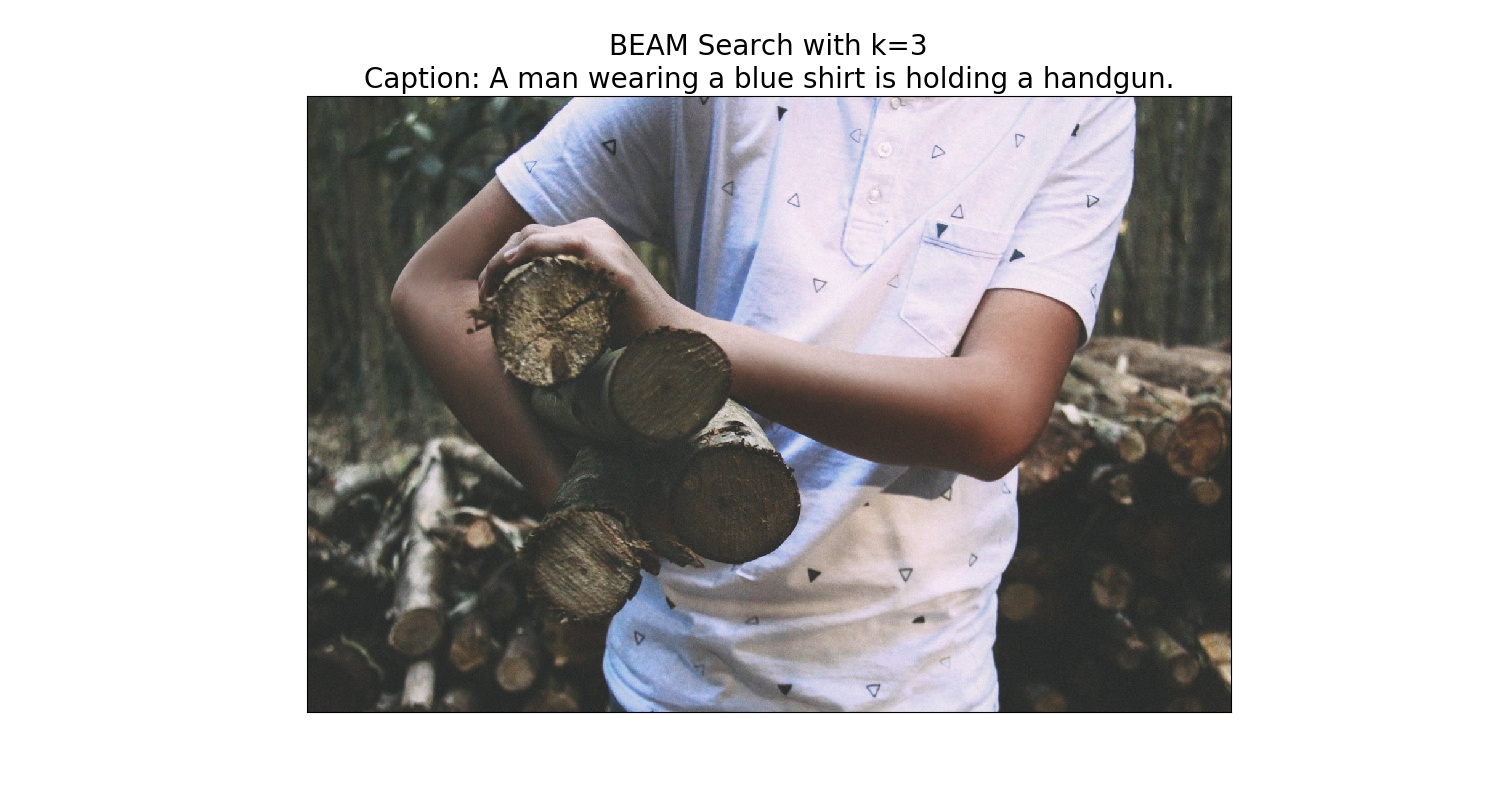 BEAM Search with k=3
Caption: A man wearing a blue shirt is holding a handgun.